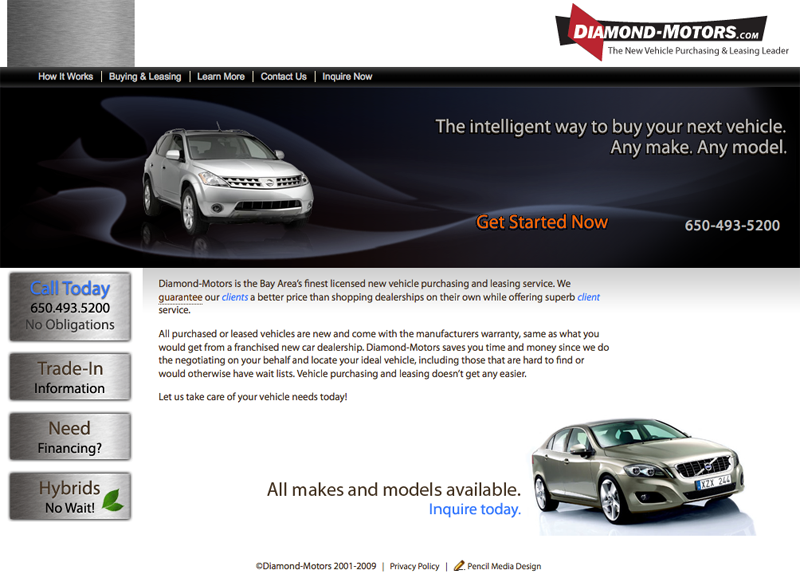 DIAMOND-MOTORS.COM
The New Vehicle Purchasing & Leasing Leader
How It Works | Buying & Leasing | Learn More | Contact Us | Inquire Now
The intelligent way to buy your next vehicle.
Any make. Any model.
Get Started Now
650-493-5200
Call Today
650.493.5200
No Obligations
Trade-In
Information
Need
Financing?
Hybrids
No Wait!
Diamond-Motors is the Bay Area's finest licensed new vehicle purchasing and leasing service. We
guarantee our clients a better price than shopping dealerships on their own while offering superb client
service.
All purchased or leased vehicles are new and come with the manufacturers warranty, same as what you
would get from a franchised new car dealership. Diamond-Motors saves you time and money since we do
the negotiating on your behalf and locate your ideal vehicle, including those that are hard to find or
would otherwise have wait lists. Vehicle purchasing and leasing doesn't get any easier.
Let us take care of your vehicle needs today!
All makes and models available.
Inquire today.
XZX 244
©Diamond-Motors 2001-2009 | Privacy Policy | Pencil Media Design